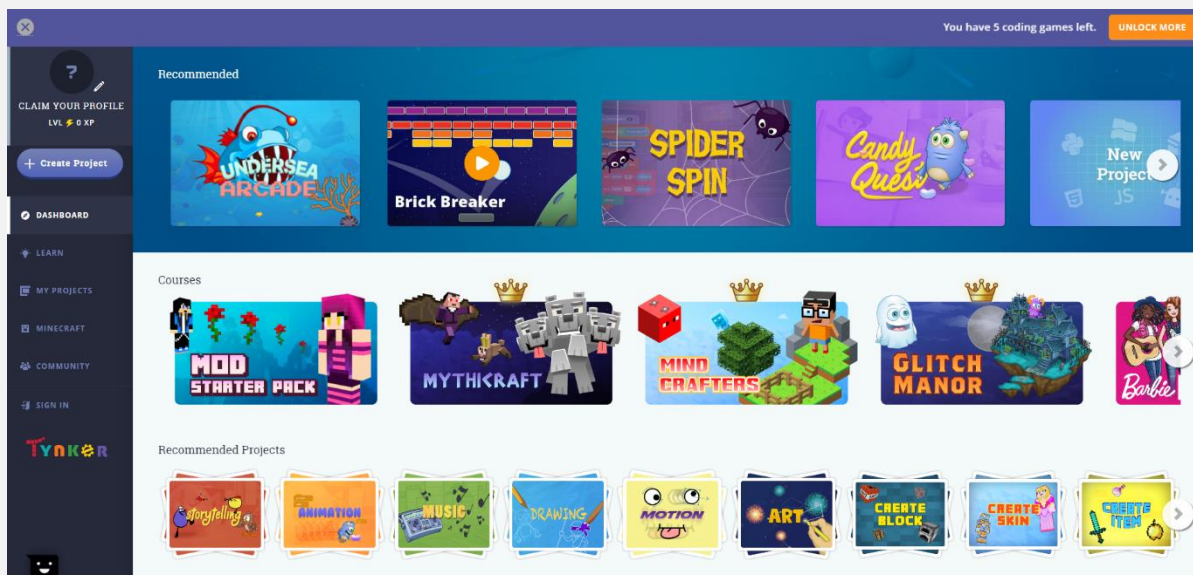 You have 5 coding games left.
UNLOCK MORE
?
CLAIM YOUR PROFILE
LVL ⚡ 0 XP
+ Create Project
DASHBOARD
LEARN
MY PROJECTS
MINECRAFT
COMMUNITY
SIGN IN
TYNKER
Recommended
UNDERSEA
ARCADE
Brick Breaker
SPIDER
SPIN
Candy
Quest
New
Project
JS
Courses
MOD
STARTER PACK
MYTHICRAFT
MIND
CRAFTERS
GLITCH
MANOR
Barbie
Recommended Projects
storytelling
ANIMATION
MUSIC
DRAWING
MOTION
ART
CREATE
BLOCK
CREATE
SKIN
CREATE
ITEM